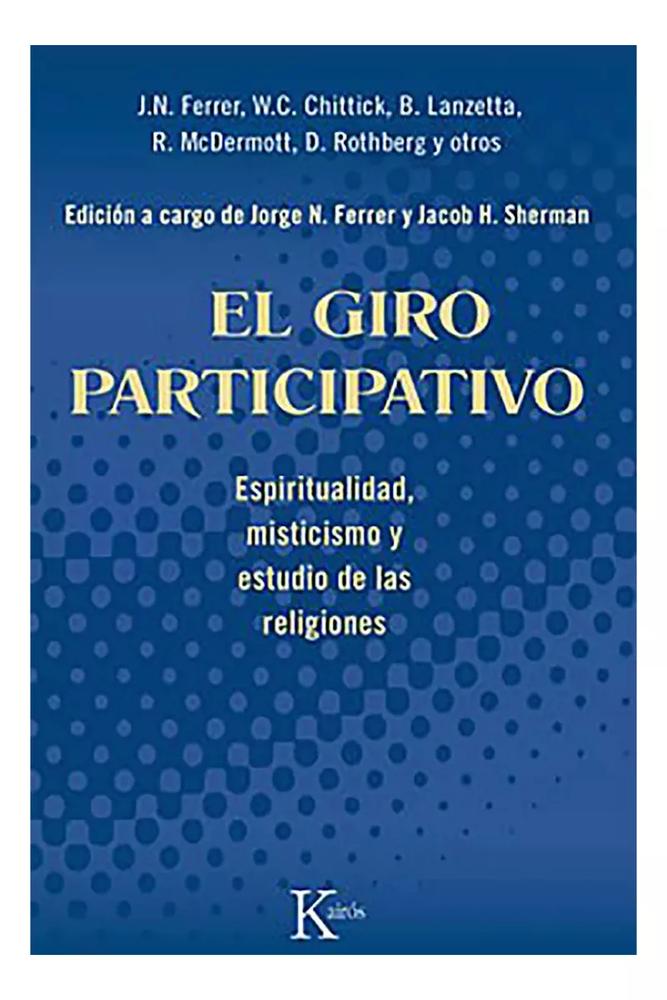 J.N. Ferrer, W.C. Chittick, B. Lanzetta,
R. McDermott, D. Rothberg y otros
Edición a cargo de Jorge N. Ferrer y Jacob H. Sherman
EL GIRO
PARTICIPATIVO
Espiritualidad,
misticismo y
estudio de las
religiones
Kairós